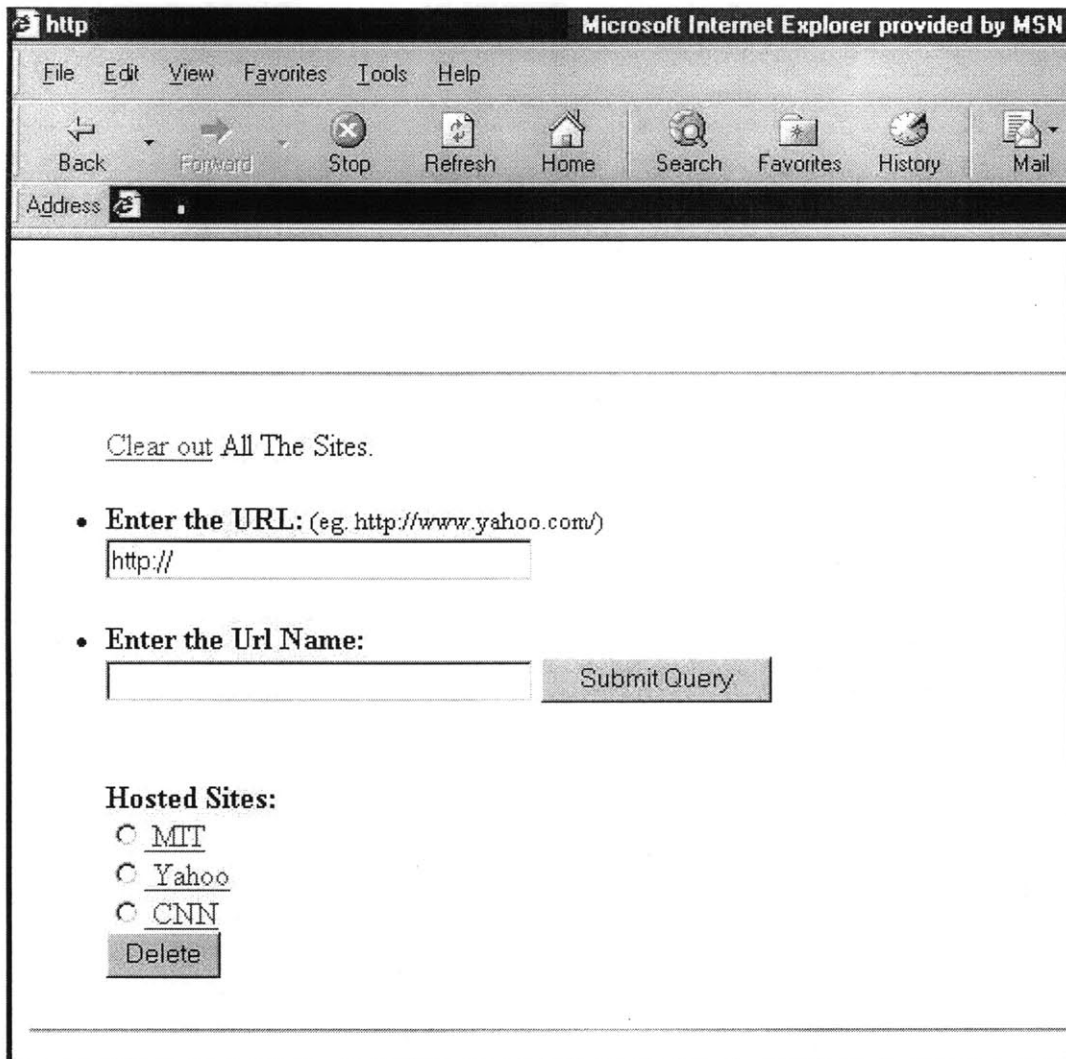 http Microsoft Internet Explorer provided by MSN
File Edit View Favorites Tools Help
Back Forward Stop Refresh Home Search Favorites History Mail
Address
Clear out All The Sites.
Enter the URL: (eg. http://www.yahoo.com/)
http://
Enter the Url Name:
Submit Query
Hosted Sites:
MIT
Yahoo
CNN
Delete